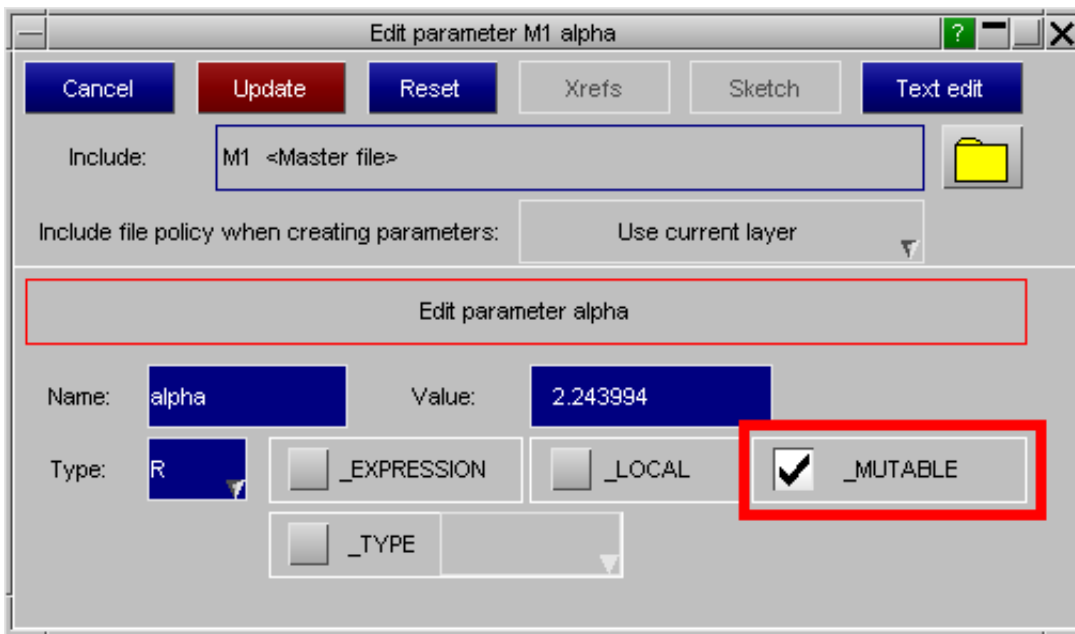 Edit parameter M1 alpha ?
Cancel Update Reset Xrefs Sketch Text edit
Include: M1 <Master file>
Include file policy when creating parameters: Use current layer
Edit parameter alpha
Name: alpha Value: 2.243994
Type: R _EXPRESSION _LOCAL _MUTABLE
_TYPE